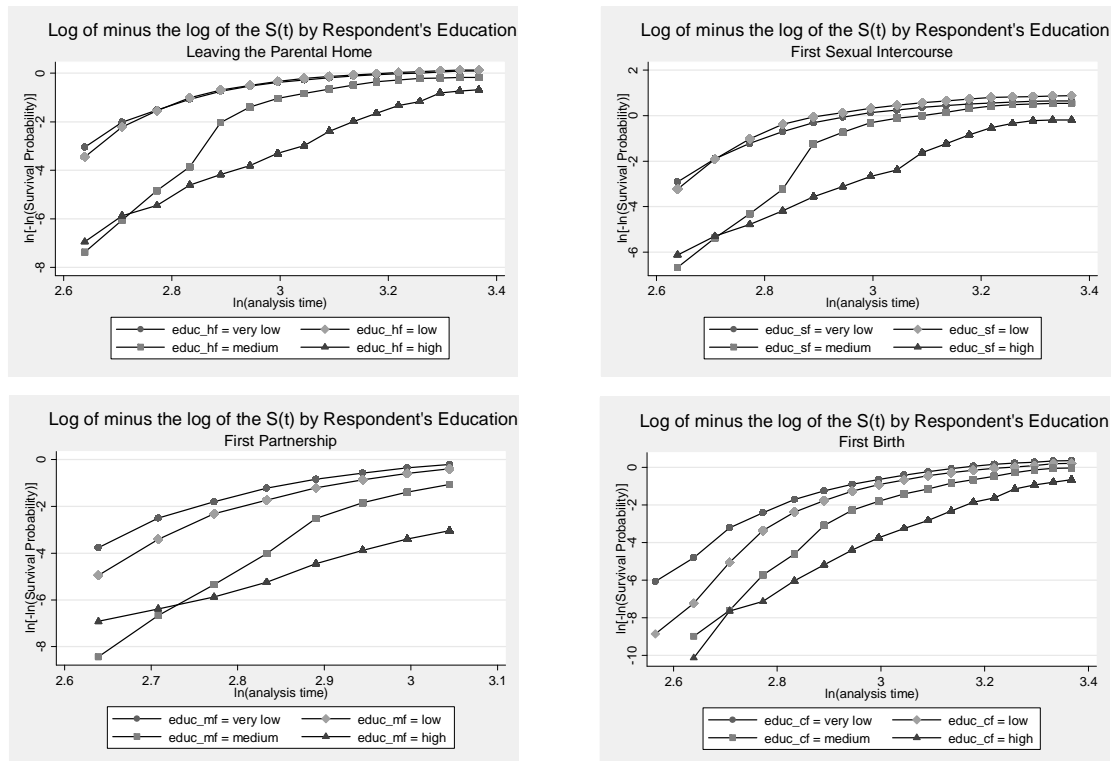 Log of minus the log of the S(t) by Respondent's Education
Leaving the Parental Home
ln[-ln(Survival Probability)]
0
-2
-4
-6
-8
2.6
2.8
3
3.2
3.4
ln(analysis time)
educ_hf = very low
educ_hf = low
educ_hf = medium
educ_hf = high
Log of minus the log of the S(t) by Respondent's Education
First Sexual Intercourse
ln[-ln(Survival Probability)]
2
0
-2
-4
-6
2.6
2.8
3
3.2
3.4
ln(analysis time)
educ_sf = very low
educ_sf = low
educ_sf = medium
educ_sf = high
Log of minus the log of the S(t) by Respondent's Education
First Partnership
ln[-ln(Survival Probability)]
0
-2
-4
-6
-8
2.6
2.7
2.8
2.9
3
3.1
ln(analysis time)
educ_mf = very low
educ_mf = low
educ_mf = medium
educ_mf = high
Log of minus the log of the S(t) by Respondent's Education
First Birth
ln[-ln(Survival Probability)]
0
-2
-4
-6
-8
-10
2.6
2.8
3
3.2
3.4
ln(analysis time)
educ_cf = very low
educ_cf = low
educ_cf = medium
educ_cf = high